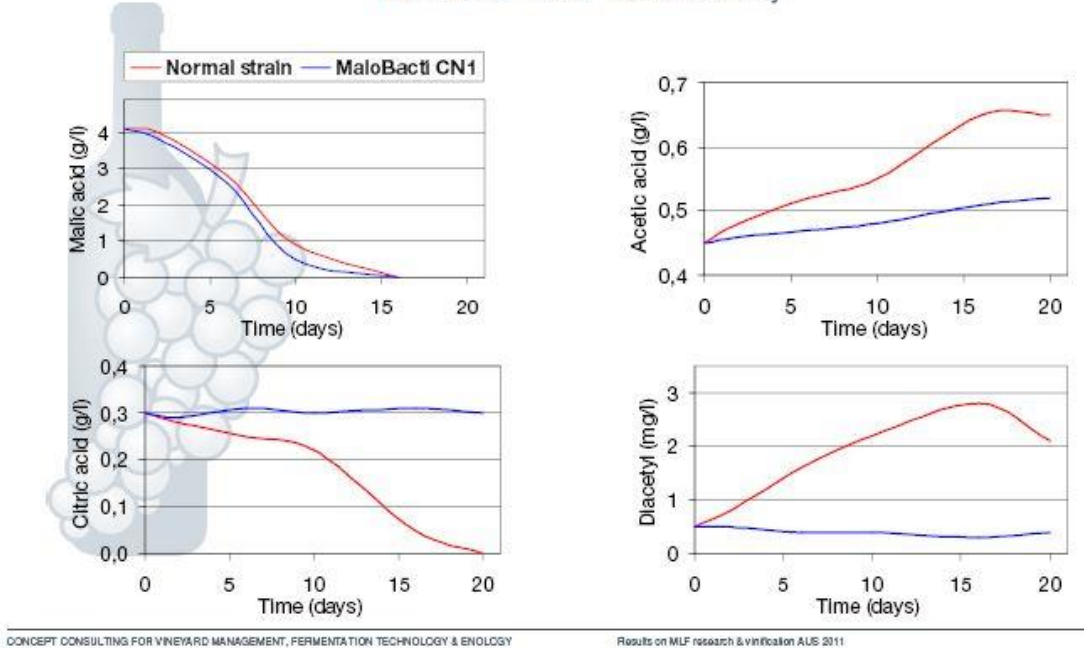 Normal strain MaloBacti CN1
Malic acid (g/l)
4
3
2
1
0
0 5 10 15 20
Time (days)
Acetic acid (g/l)
0,7
0,6
0,5
0,4
0 5 10 15 20
Time (days)
Citric acid (g/l)
0,4
0,3
0,2
0,1
0,0
0 5 10 15 20
Time (days)
Diacetyl (mg/l)
3
2
1
0
0 5 10 15 20
Time (days)
CONCEPT CONSULTING FOR VINEYARD MANAGEMENT, FERMENTATION TECHNOLOGY & ENOLOGY
Results on MLF research & vinification AUS 2011